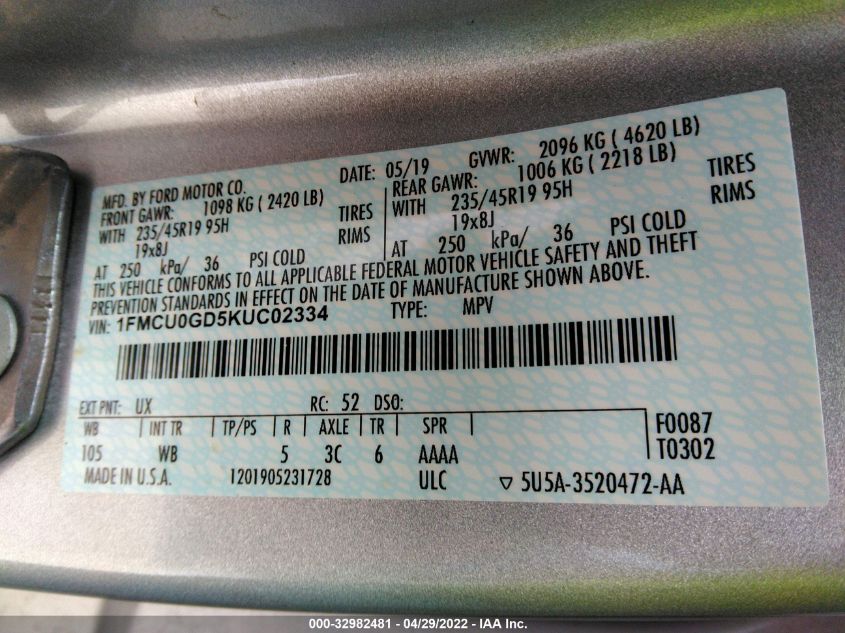 MFD. BY FORD MOTOR CO. DATE: 05/19 GVWR: 2096 KG ( 4620 LB)
FRONT GAWR: 1098 KG ( 2420 LB) REAR GAWR: 1006 KG ( 2218 LB)
WITH 235/45R19 95H TIRES WITH 235/45R19 95H TIRES
19x8J RIMS 19x8J RIMS
AT 250 kPa/ 36 PSI COLD AT 250 kPa/ 36 PSI COLD
THIS VEHICLE CONFORMS TO ALL APPLICABLE FEDERAL MOTOR VEHICLE SAFETY AND THEFT
PREVENTION STANDARDS IN EFFECT ON THE DATE OF MANUFACTURE SHOWN ABOVE.
VIN: 1FMCU0GD5KUC02334 TYPE: MPV
EXT PNT: UX RC: 52 DSO:
WB INT TR TP/PS R AXLE TR SPR F0087
105 WB 5 3C 6 AAAA T0302
MADE IN U.S.A. 1201905231728 ULC ▽ 5U5A-3520472-AA
000-32982481 - 04/29/2022 - IAA Inc.